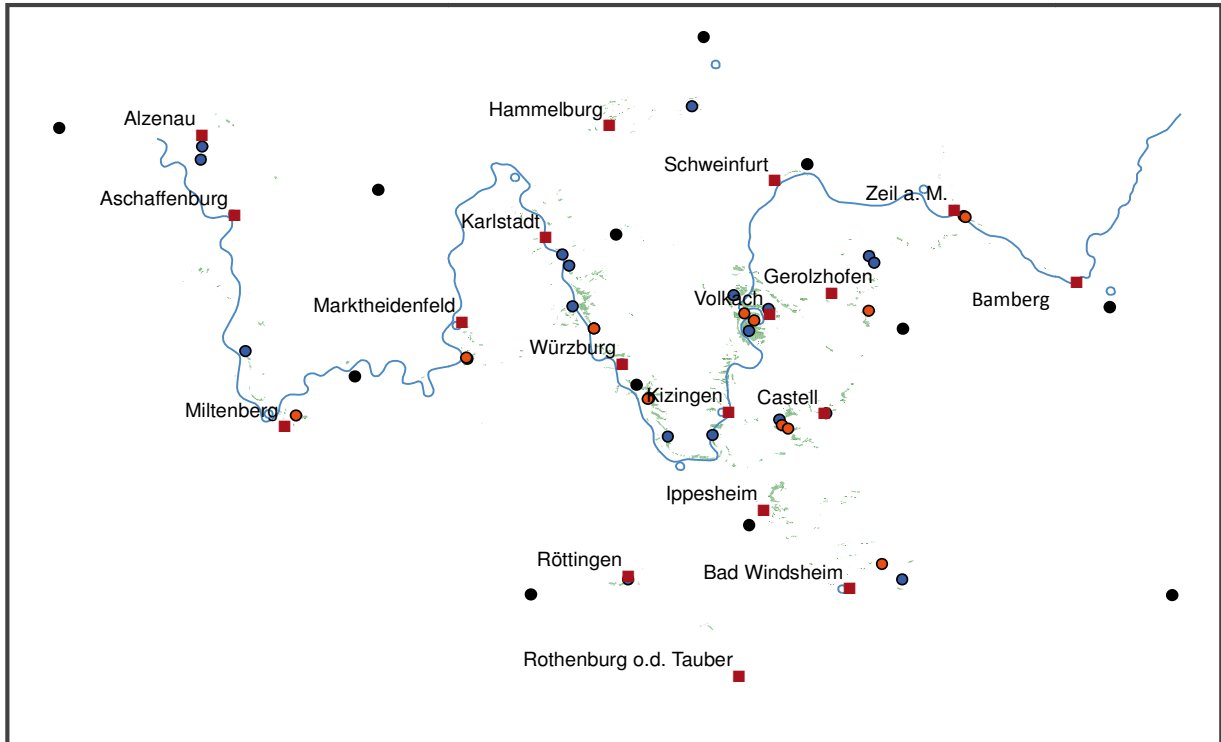 Hammelburg
Alzenau
Schweinfurt
Aschaffenburg
Zeil a. M.
Karlstadt
Gerolzhofen
Marktheidenfeld
Volkach
Bamberg
Würzburg
Kizingen
Castell
Miltenberg
Ippesheim
Röttingen
Bad Windsheim
Rothenburg o.d. Tauber